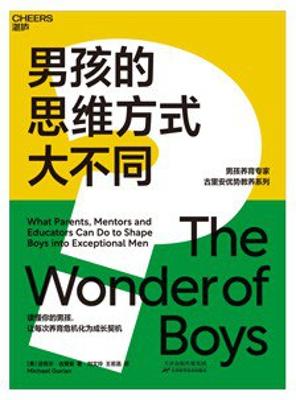 CHEERS
湛庐
男孩的
思维方式
大不同
男孩养育专家
古里安优势教养系列
What Parents, Mentors and
Educators Can Do to Shape
Boys into Exceptional Men
The
Wonder of
Boys
读懂你的男孩,
让每次养育危机化为成长契机
Michael Gurian